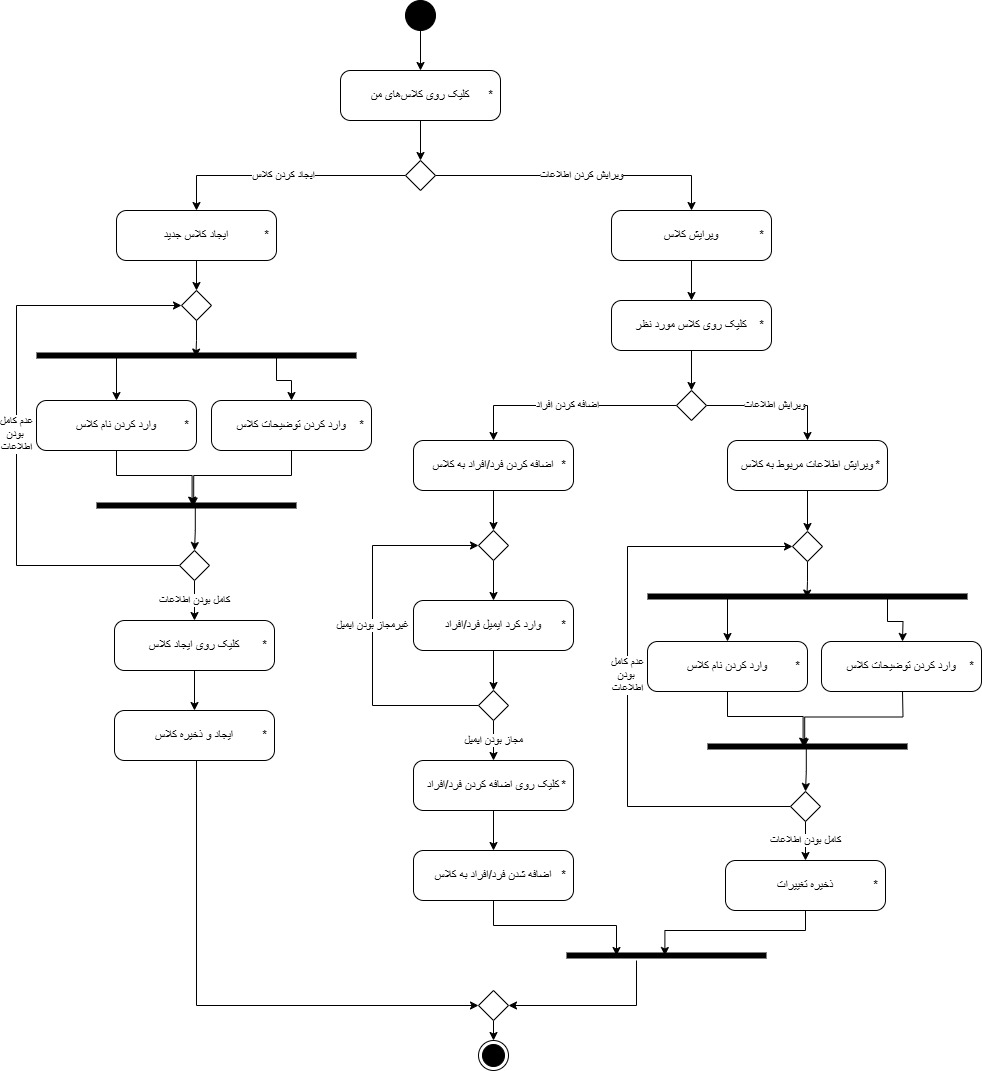 کلیک روی کلاس‌های من *
ایجاد کردن کلاس
ویرایش کردن اطلاعات
ایجاد کلاس جدید *
ویرایش کلاس *
کلیک روی کلاس مورد نظر *
عدم کامل
بودن
اطلاعات
وارد کردن نام کلاس *
وارد کردن توضیحات کلاس *
اضافه کردن افراد
ویرایش اطلاعات
اضافه کردن فرد/افراد به کلاس *
ویرایش اطلاعات مربوط به کلاس *
کامل بودن اطلاعات
کلیک روی ایجاد کلاس *
ایجاد و ذخیره کلاس *
غیرمجاز بودن ایمیل
وارد کرد ایمیل فرد/افراد *
مجاز بودن ایمیل
کلیک روی اضافه کردن فرد/افراد *
اضافه شدن فرد/افراد به کلاس *
عدم کامل
بودن
اطلاعات
وارد کردن نام کلاس *
وارد کردن توضیحات کلاس *
کامل بودن اطلاعات
ذخیره تغییرات *